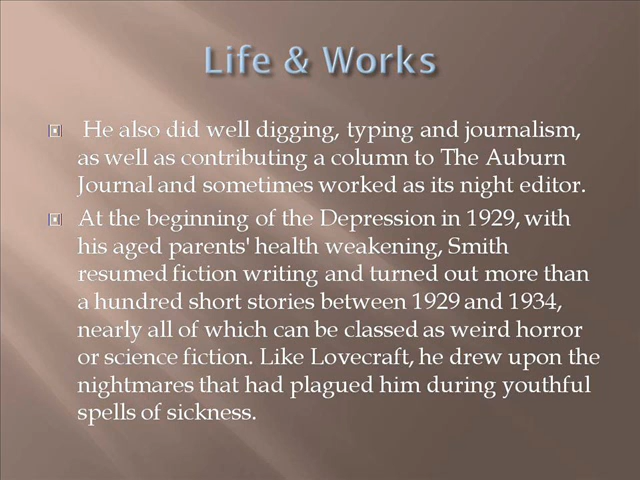 Life & Works
He also did well digging, typing and journalism,
as well as contributing a column to The Auburn
Journal and sometimes worked as its night editor.
At the beginning of the Depression in 1929, with
his aged parents' health weakening, Smith
resumed fiction writing and turned out more than
a hundred short stories between 1929 and 1934,
nearly all of which can be classed as weird horror
or science fiction. Like Lovecraft, he drew upon the
nightmares that had plagued him during youthful
spells of sickness.